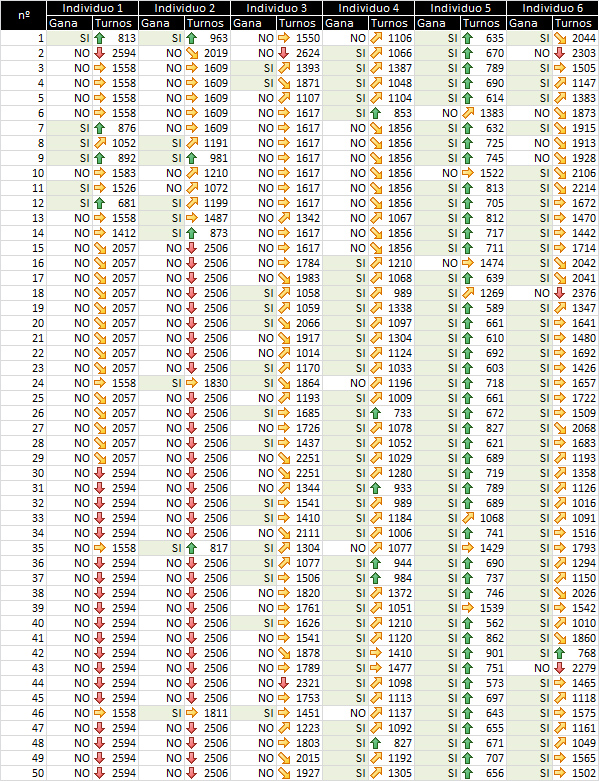 nº Individuo 1 Individuo 2 Individuo 3 Individuo 4 Individuo 5 Individuo 6
Gana Turnos Gana Turnos Gana Turnos Gana Turnos Gana Turnos Gana Turnos
1 SI 813 SI 963 NO 1550 NO 1106 SI 635 SI 2044
2 NO 2594 NO 2019 NO 2624 SI 1066 SI 670 NO 2303
3 NO 1558 NO 1609 SI 1393 SI 1387 SI 789 SI 1505
4 NO 1558 NO 1609 SI 1871 SI 1048 SI 690 SI 1147
5 NO 1558 NO 1609 NO 1107 SI 1104 SI 614 SI 1383
6 NO 1558 NO 1609 NO 1617 SI 853 NO 1383 NO 1873
7 SI 876 NO 1609 NO 1617 NO 1856 SI 632 SI 1915
8 SI 1052 SI 1191 NO 1617 NO 1856 SI 725 NO 1913
9 SI 892 SI 981 NO 1617 NO 1856 SI 745 NO 1928
10 NO 1583 NO 1210 NO 1617 NO 1856 NO 1522 SI 2106
11 SI 1526 NO 1072 NO 1617 NO 1856 SI 813 SI 2214
12 SI 681 SI 1199 NO 1617 NO 1856 SI 705 SI 1672
13 NO 1558 SI 1487 NO 1342 NO 1067 SI 812 SI 1470
14 NO 1412 SI 873 NO 1617 NO 1856 SI 717 SI 1442
15 NO 2057 NO 2506 NO 1617 NO 1856 SI 711 SI 1714
16 NO 2057 NO 2506 NO 1784 SI 1210 NO 1474 SI 2042
17 NO 2057 NO 2506 NO 1983 SI 1068 SI 639 SI 2041
18 NO 2057 NO 2506 SI 1058 SI 989 SI 1269 NO 2376
19 NO 2057 NO 2506 SI 1059 SI 1338 SI 589 SI 1347
20 NO 2057 NO 2506 SI 2066 SI 1097 SI 661 SI 1641
21 NO 2057 NO 2506 NO 1917 SI 1304 SI 610 SI 1480
22 NO 2057 NO 2506 NO 1014 SI 1124 SI 692 SI 1692
23 NO 2057 NO 2506 SI 1170 SI 1033 SI 603 SI 1426
24 NO 1558 SI 1830 SI 1864 NO 1196 SI 718 SI 1657
25 NO 2057 NO 2506 NO 1193 SI 1009 SI 661 SI 1722
26 NO 2057 NO 2506 SI 1685 SI 733 SI 672 SI 1509
27 NO 2057 NO 2506 NO 1726 SI 1078 SI 827 SI 2068
28 NO 2057 NO 2506 SI 1437 SI 1052 SI 621 SI 1683
29 NO 2057 NO 2506 NO 2251 SI 1029 SI 689 SI 1193
30 NO 2594 NO 2506 NO 2251 SI 1280 SI 719 SI 1358
31 NO 2594 NO 2506 NO 1344 SI 933 SI 789 SI 1126
32 NO 2594 NO 2506 SI 1541 SI 989 SI 689 SI 1016
33 NO 2594 NO 2506 SI 1410 SI 1184 SI 1068 SI 1091
34 NO 2594 NO 2506 NO 2111 SI 1006 SI 741 SI 1516
35 NO 1558 SI 817 SI 1304 NO 1077 SI 1429 SI 1793
36 NO 2594 NO 2506 SI 1077 SI 944 SI 690 SI 1294
37 NO 2594 NO 2506 SI 1506 SI 984 SI 737 SI 1150
38 NO 2594 NO 2506 NO 1820 SI 1372 SI 746 SI 2026
39 NO 2594 NO 2506 NO 1761 SI 1051 SI 1539 SI 1542
40 NO 2594 NO 2506 SI 1626 SI 1210 SI 562 SI 1010
41 NO 2594 NO 2506 NO 1541 SI 1120 SI 862 SI 1860
42 NO 2594 NO 2506 NO 1878 SI 1410 SI 901 SI 768
43 NO 2594 NO 2506 NO 1789 SI 1477 SI 751 NO 2279
44 NO 2594 NO 2506 NO 2321 SI 1098 SI 573 SI 1465
45 NO 2594 NO 2506 NO 1753 SI 1113 SI 697 SI 1118
46 NO 1558 SI 1811 SI 1451 NO 1137 SI 643 SI 1575
47 NO 2594 NO 2506 NO 1223 SI 1092 SI 655 SI 1161
48 NO 2594 NO 2506 NO 1803 SI 827 SI 671 SI 1049
49 NO 2594 NO 2506 NO 2015 SI 1192 SI 707 SI 1565
50 NO 2594 NO 2506 NO 1927 SI 1305 SI 656 SI 1503